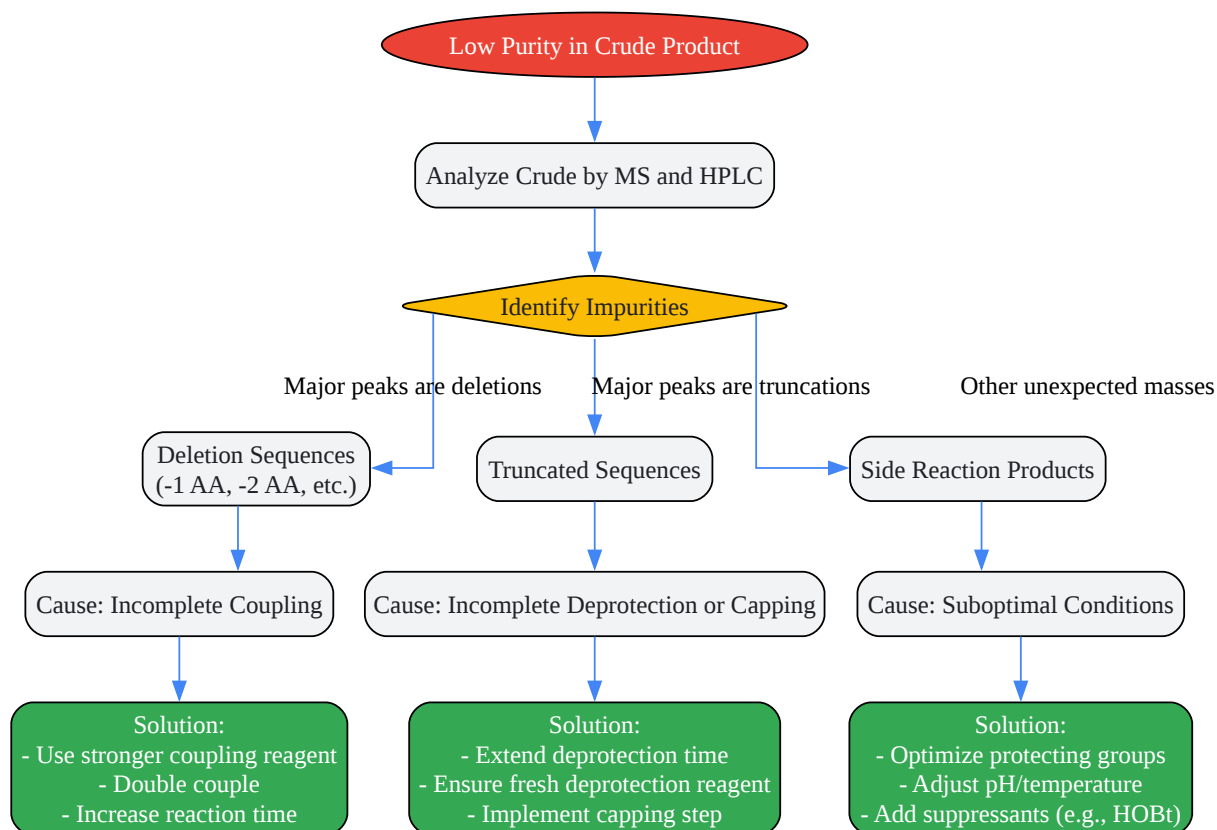 Low Purity in Crude Product
Analyze Crude by MS and HPLC
Identify Impurities
Major peaks are deletions
Major peaks are truncations
Other unexpected masses
Deletion Sequences
(-1 AA, -2 AA, etc.)
Truncated Sequences
Side Reaction Products
Cause: Incomplete Coupling
Cause: Incomplete Deprotection or Capping
Cause: Suboptimal Conditions
Solution:
- Use stronger coupling reagent
- Double couple
- Increase reaction time
Solution:
- Extend deprotection time
- Ensure fresh deprotection reagent
- Implement capping step
Solution:
- Optimize protecting groups
- Adjust pH/temperature
- Add suppressants (e.g., HOBt)